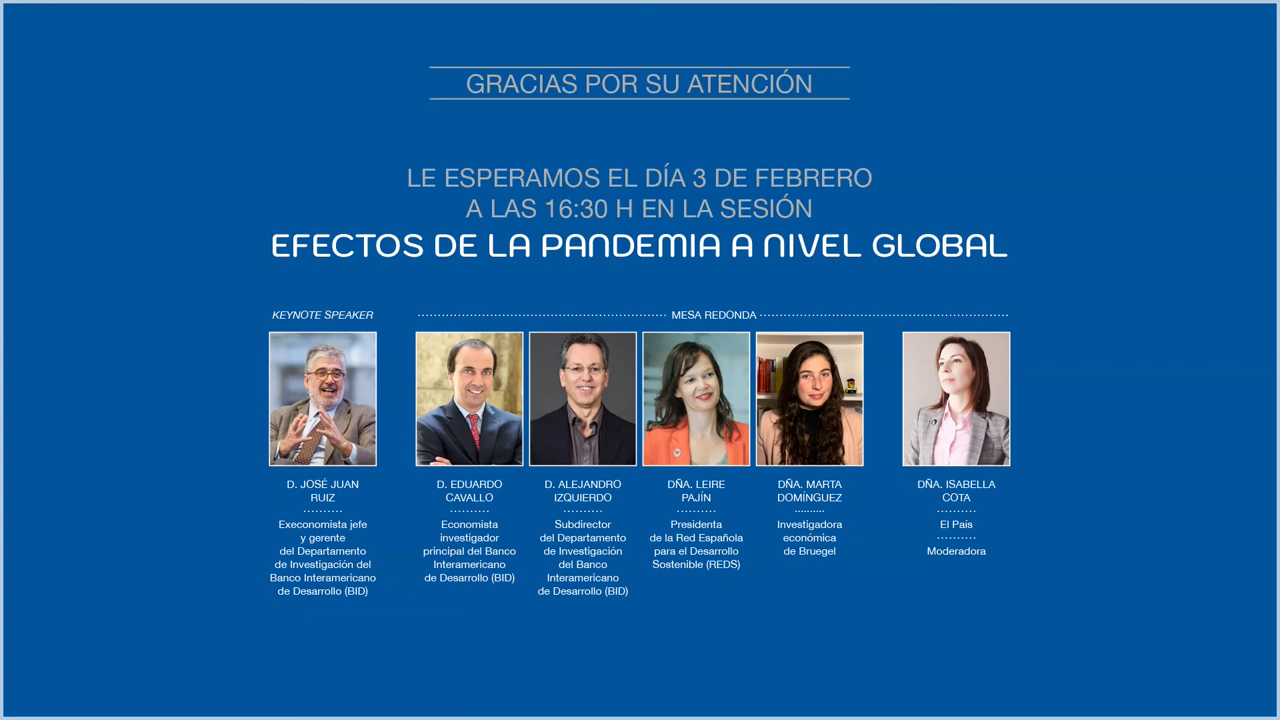 GRACIAS POR SU ATENCIÓN
LE ESPERAMOS EL DÍA 3 DE FEBRERO
A LAS 16:30 H EN LA SESIÓN
EFECTOS DE LA PANDEMIA A NIVEL GLOBAL
KEYNOTE SPEAKER
MESA REDONDA
D. JOSÉ JUAN
RUIZ
Execonomista jefe
y gerente
del Departamento
de Investigación del
Banco Interamericano
de Desarrollo (BID)
D. EDUARDO
CAVALLO
Economista
investigador
principal del Banco
Interamericano
de Desarrollo (BID)
D. ALEJANDRO
IZQUIERDO
Subdirector
del Departamento
de Investigación
del Banco
Interamericano
de Desarrollo (BID)
DÑA. LEIRE
PAJÍN
Presidenta
de la Red Española
para el Desarrollo
Sostenible (REDS)
DÑA. MARTA
DOMÍNGUEZ
Investigadora
económica
de Bruegel
DÑA. ISABELLA
COTA
El País
Moderadora